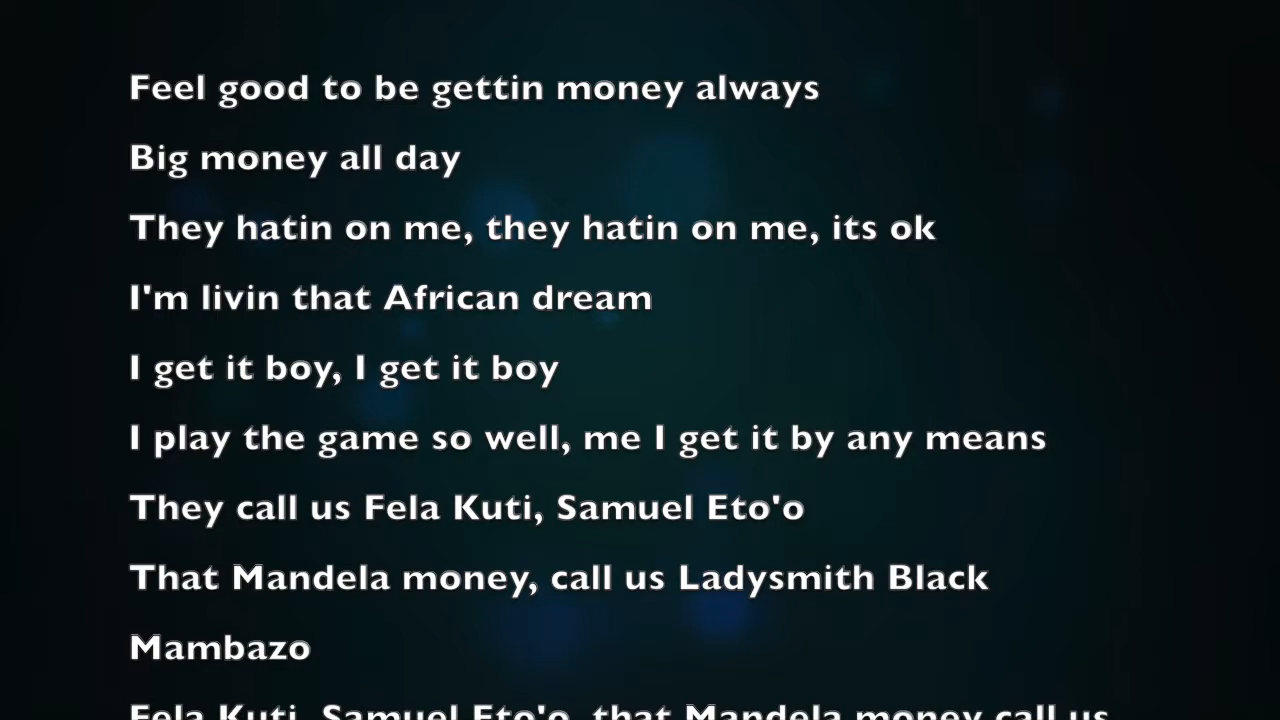 Feel good to be gettin money always
Big money all day
They hatin on me, they hatin on me, its ok
I'm livin that African dream
I get it boy, I get it boy
I play the game so well, me I get it by any means
They call us Fela Kuti, Samuel Eto'o
That Mandela money, call us Ladysmith Black
Mambazo
Fela Kuti, Samuel Eto'o, that Mandela money call us